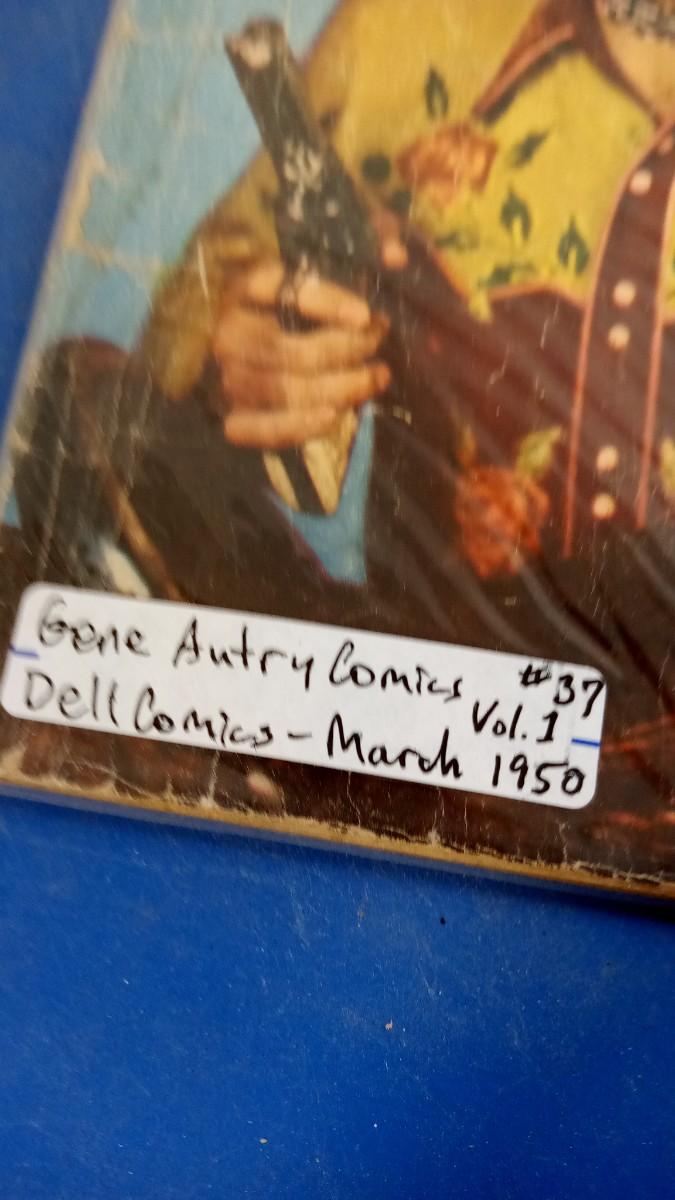 Gene Autry Comics #37
Vol. 1
Dell Comics - March 1950